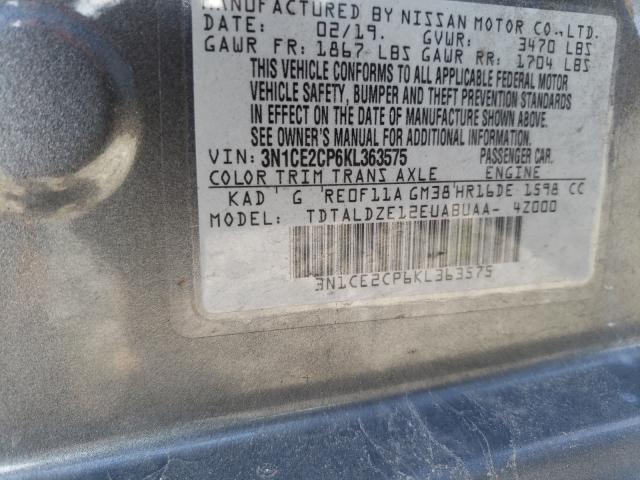 MANUFACTURED BY NISSAN MOTOR CO., LTD.
DATE: 02/19. GVWR: 3470 LBS
GAWR FR: 1867 LBS GAWR RR: 1704 LBS
THIS VEHICLE CONFORMS TO ALL APPLICABLE FEDERAL MOTOR
VEHICLE SAFETY, BUMPER AND THEFT PREVENTION STANDARDS
IN EFFECT ON THE DATE OF MANUFACTURE SHOWN ABOVE.
SEE OWNER'S MANUAL FOR ADDITIONAL INFORMATION.
VIN: 3N1CE2CP6KL363575 PASSENGER CAR.
COLOR TRIM TRANS AXLE ENGINE
KAD G RE0F11A GM38 HR16DE 1598 CC
MODEL: TDTALDZE12EUABUAA- 4Z000
3N1CE2CP6KL363575